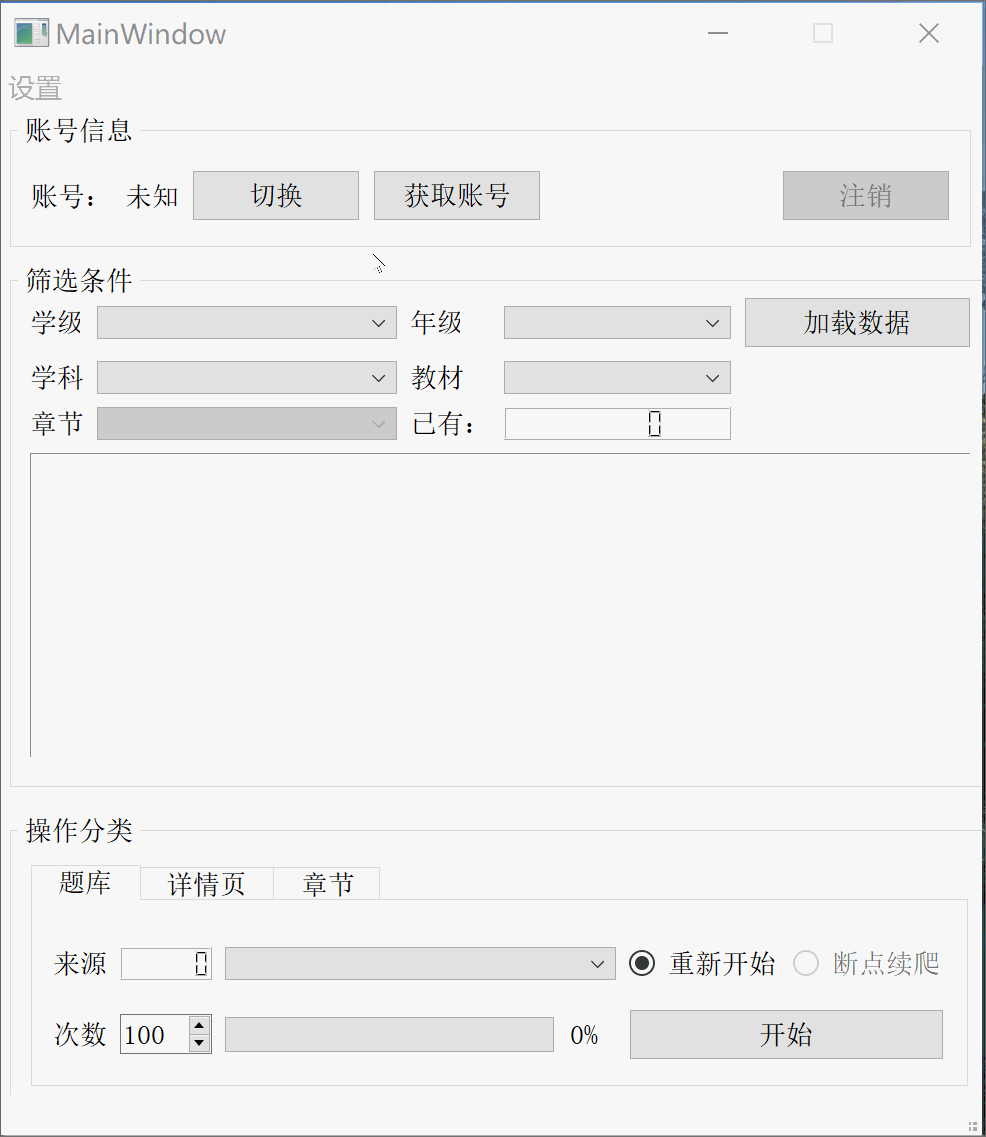 MainWindow
设置
账号信息
账号： 未知 切换 获取账号 注销
筛选条件
学级 年级 加载数据
学科 教材
章节 已有： 0
操作分类
题库 详情页 章节
来源 0 重新开始 断点续爬
次数 100 0% 开始